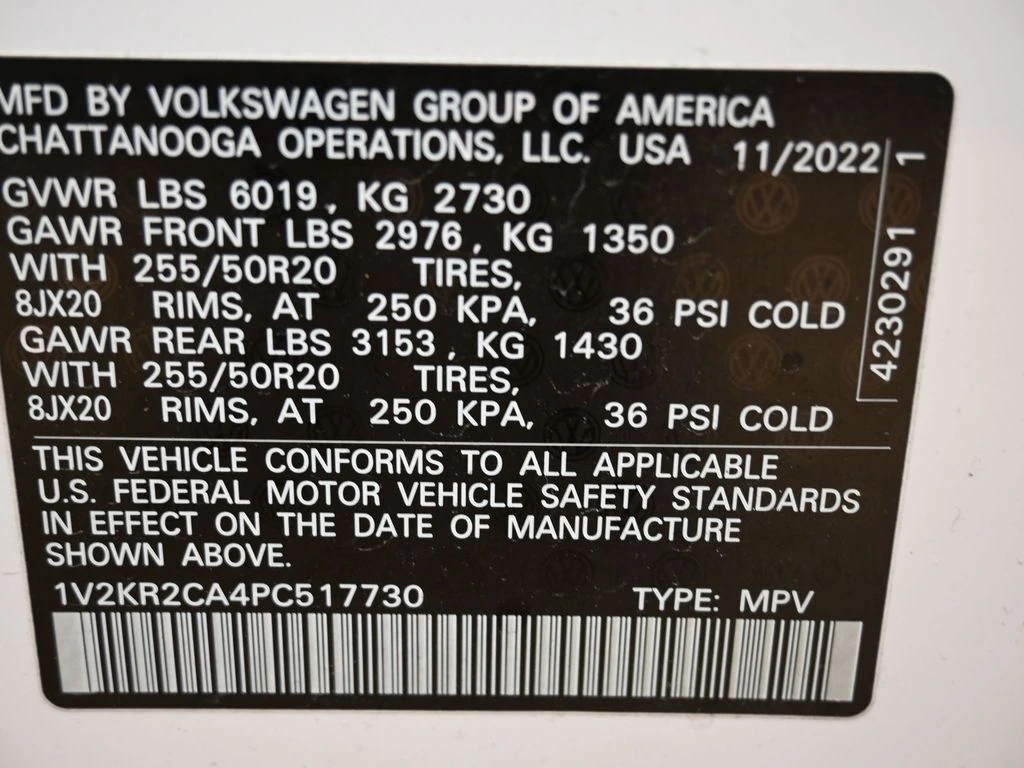 MFD BY VOLKSWAGEN GROUP OF AMERICA
CHATTANOOGA OPERATIONS, LLC. USA 11/2022
GVWR LBS 6019, KG 2730
GAWR FRONT LBS 2976, KG 1350
WITH 255/50R20 TIRES,
8JX20 RIMS, AT 250 KPA, 36 PSI COLD
GAWR REAR LBS 3153, KG 1430
WITH 255/50R20 TIRES,
8JX20 RIMS, AT 250 KPA, 36 PSI COLD
THIS VEHICLE CONFORMS TO ALL APPLICABLE
U.S. FEDERAL MOTOR VEHICLE SAFETY STANDARDS
IN EFFECT ON THE DATE OF MANUFACTURE
SHOWN ABOVE.
1V2KR2CA4PC517730 TYPE: MPV
4230291 1